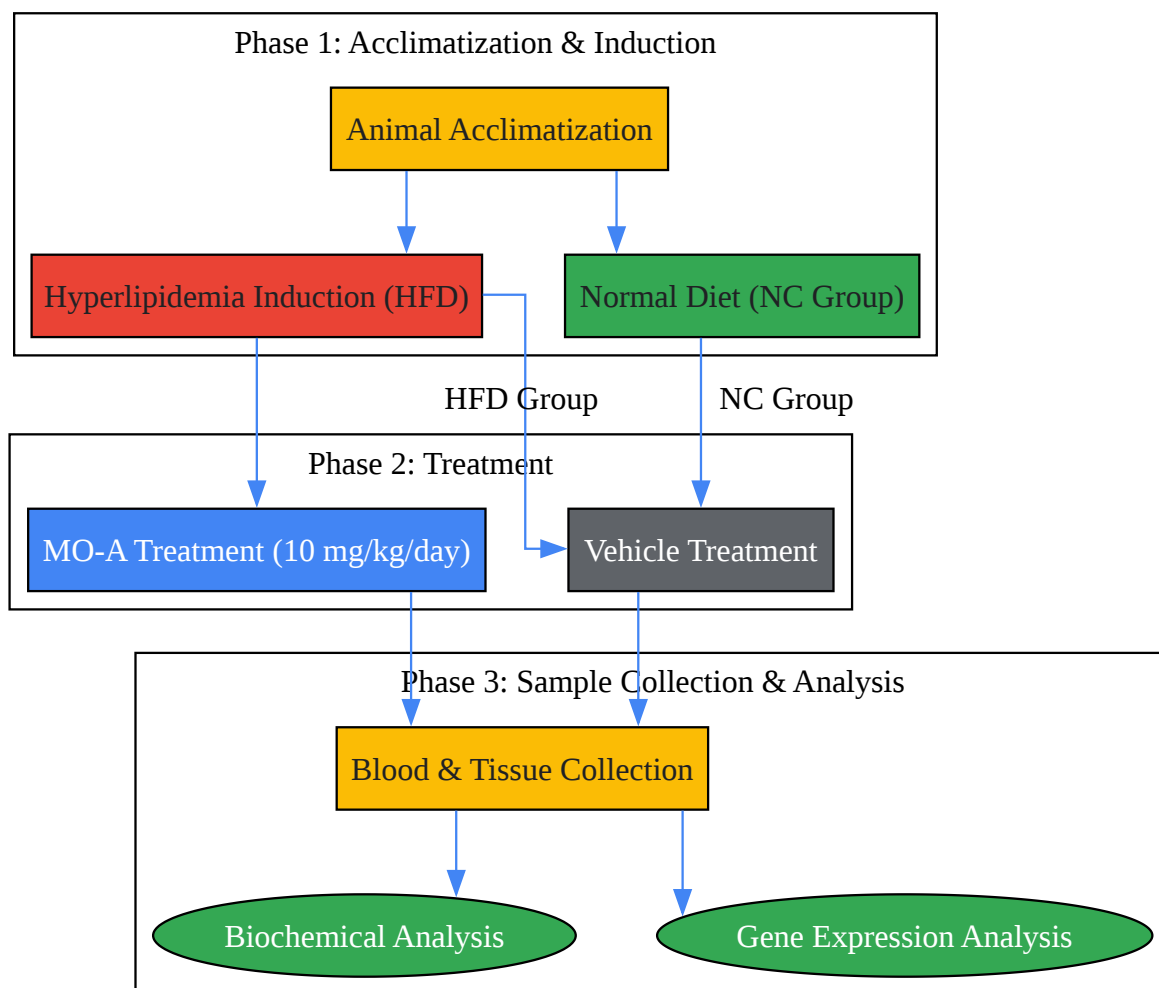 Phase 1: Acclimatization & Induction
Animal Acclimatization
Hyperlipidemia Induction (HFD)
Normal Diet (NC Group)
HFD Group
NC Group
Phase 2: Treatment
MO-A Treatment (10 mg/kg/day)
Vehicle Treatment
Phase 3: Sample Collection & Analysis
Blood & Tissue Collection
Biochemical Analysis
Gene Expression Analysis